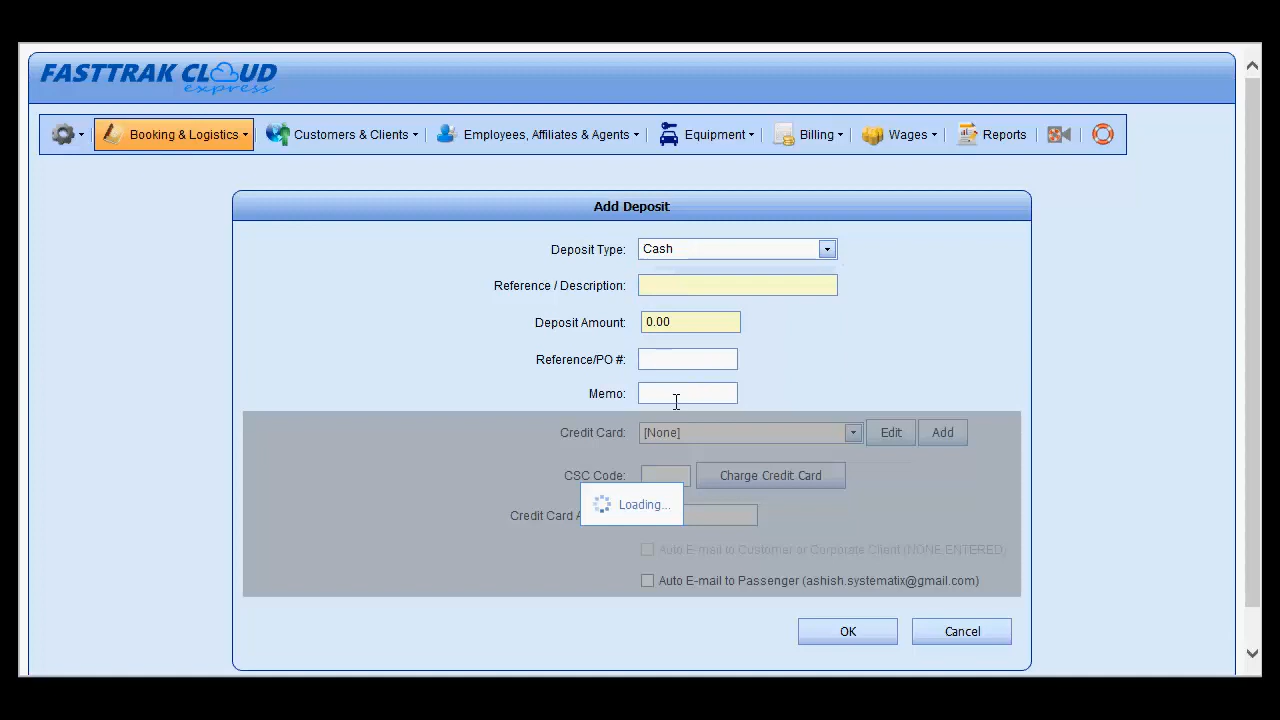 FASTTRAK CLOUD
express
Booking & Logistics Customers & Clients Employees, Affiliates & Agents Equipment Billing Wages Reports
Add Deposit
Deposit Type: Cash
Reference / Description:
Deposit Amount: 0.00
Reference/PO #:
Memo:
Credit Card: [None] Edit Add
CSC Code: Charge Credit Card
Loading...
Credit Card A
Auto E-mail to Customer or Corporate Client (NONE ENTERED)
Auto E-mail to Passenger (ashish.systematix@gmail.com)
OK Cancel